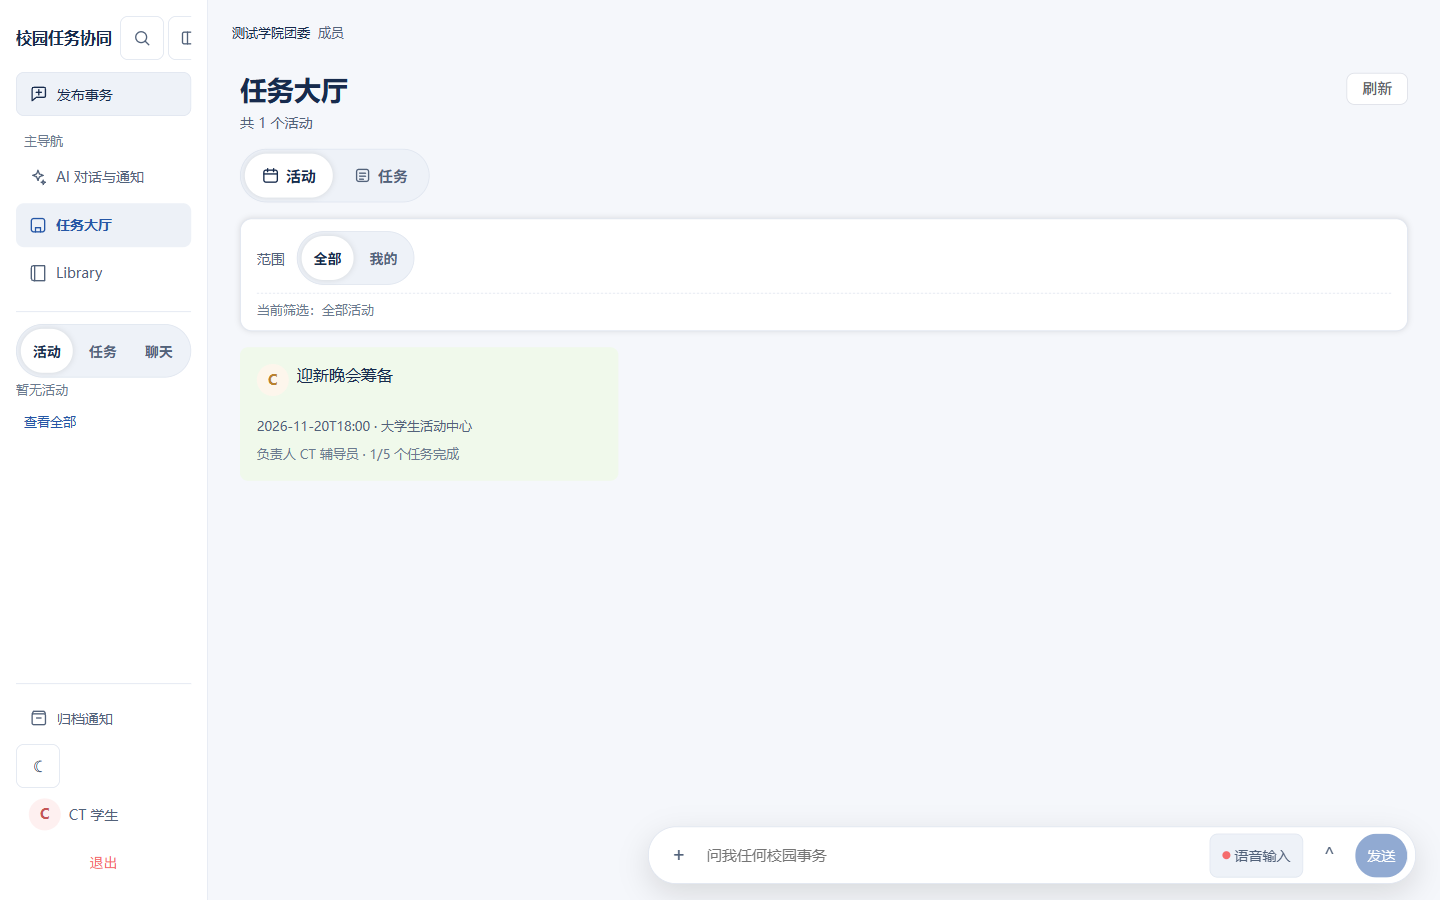 校园任务协同
发布事务
主导航
AI 对话与通知
任务大厅
Library
活动 任务 聊天
暂无活动
查看全部
归档通知
C CT 学生
退出
测试学院团委 成员
任务大厅
刷新
共 1 个活动
活动 任务
范围 全部 我的
当前筛选：全部活动
C 迎新晚会筹备
2026-11-20T18:00 · 大学生活动中心
负责人 CT 辅导员 · 1/5 个任务完成
+ 问我任何校园事务 语音输入 ^ 发送